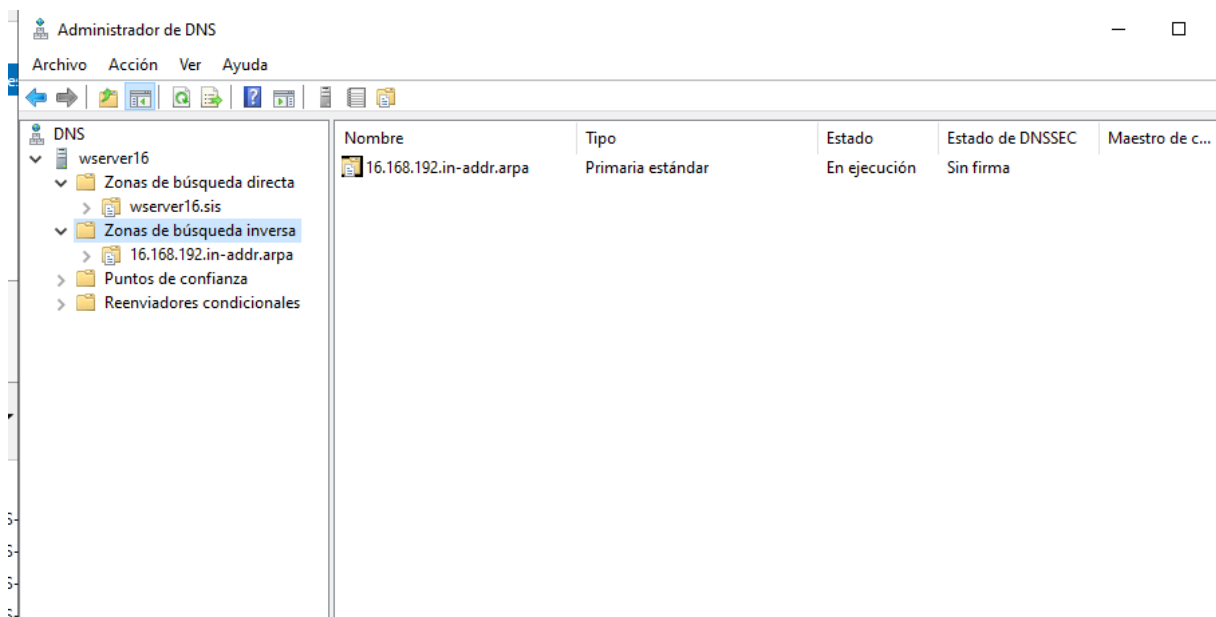 Administrador de DNS
Archivo Acción Ver Ayuda
DNS
wserver16
Zonas de búsqueda directa
wserver16.sis
Zonas de búsqueda inversa
16.168.192.in-addr.arpa
Puntos de confianza
Reenviadores condicionales
Nombre Tipo Estado Estado de DNSSEC Maestro de c...
16.168.192.in-addr.arpa Primaria estándar En ejecución Sin firma